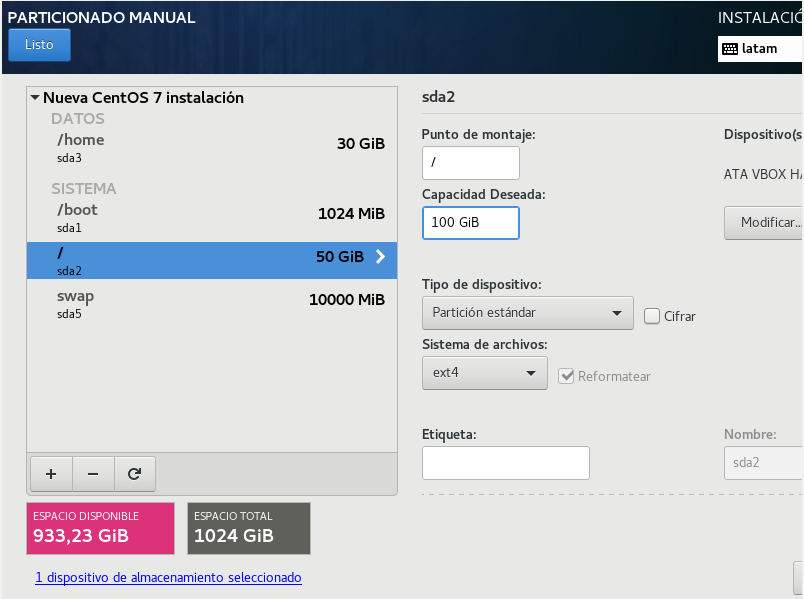 PARTICIONADO MANUAL
INSTALACIÓ
Listo
latam
Nueva CentOS 7 instalación
DATOS
/home
30 GiB
sda3
SISTEMA
/boot
1024 MiB
sda1
/
50 GiB
sda2
swap
10000 MiB
sda5
+ −
ESPACIO DISPONIBLE
933,23 GiB
ESPACIO TOTAL
1024 GiB
1 dispositivo de almacenamiento seleccionado
sda2
Punto de montaje:
Dispositivo(s
/
ATA VBOX HA
Capacidad Deseada:
100 GiB
Modificar...
Tipo de dispositivo:
Partición estándar
Cifrar
Sistema de archivos:
ext4
Reformatear
Etiqueta:
Nombre:
sda2